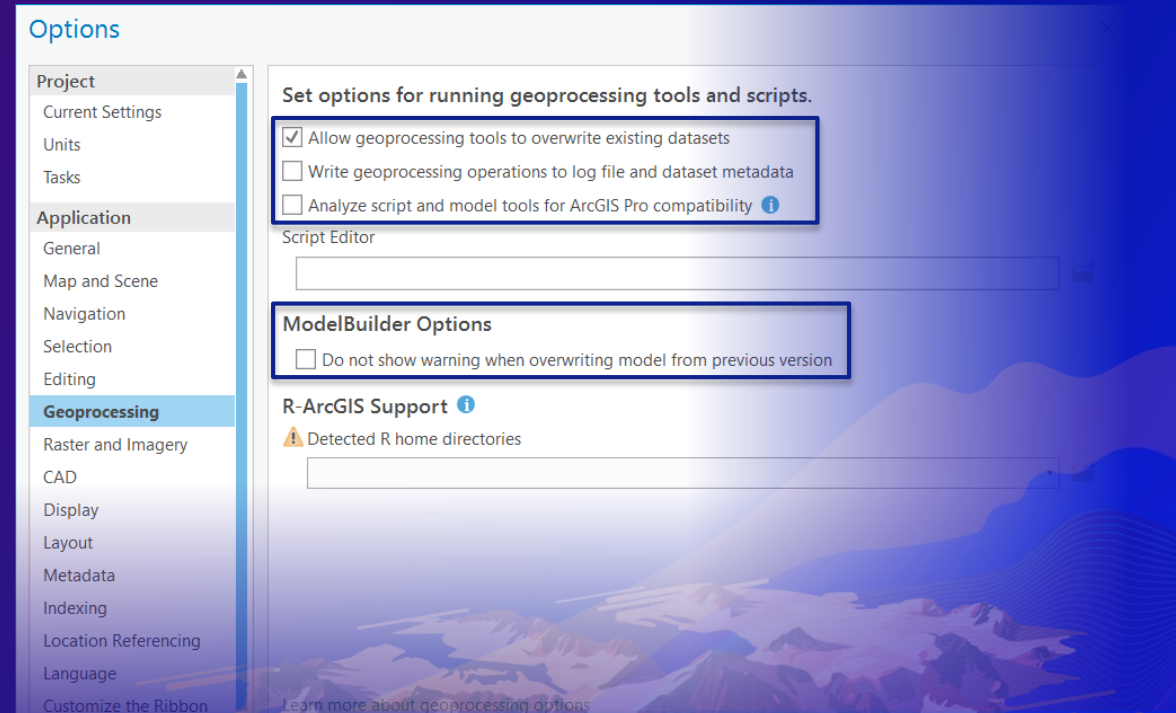 Options
Project
Current Settings
Units
Tasks
Application
General
Map and Scene
Navigation
Selection
Editing
Geoprocessing
Raster and Imagery
CAD
Display
Layout
Metadata
Indexing
Location Referencing
Language
Customize the Ribbon
Set options for running geoprocessing tools and scripts.
Allow geoprocessing tools to overwrite existing datasets
Write geoprocessing operations to log file and dataset metadata
Analyze script and model tools for ArcGIS Pro compatibility
Script Editor
ModelBuilder Options
Do not show warning when overwriting model from previous version
R-ArcGIS Support
Detected R home directories
Learn more about geoprocessing options